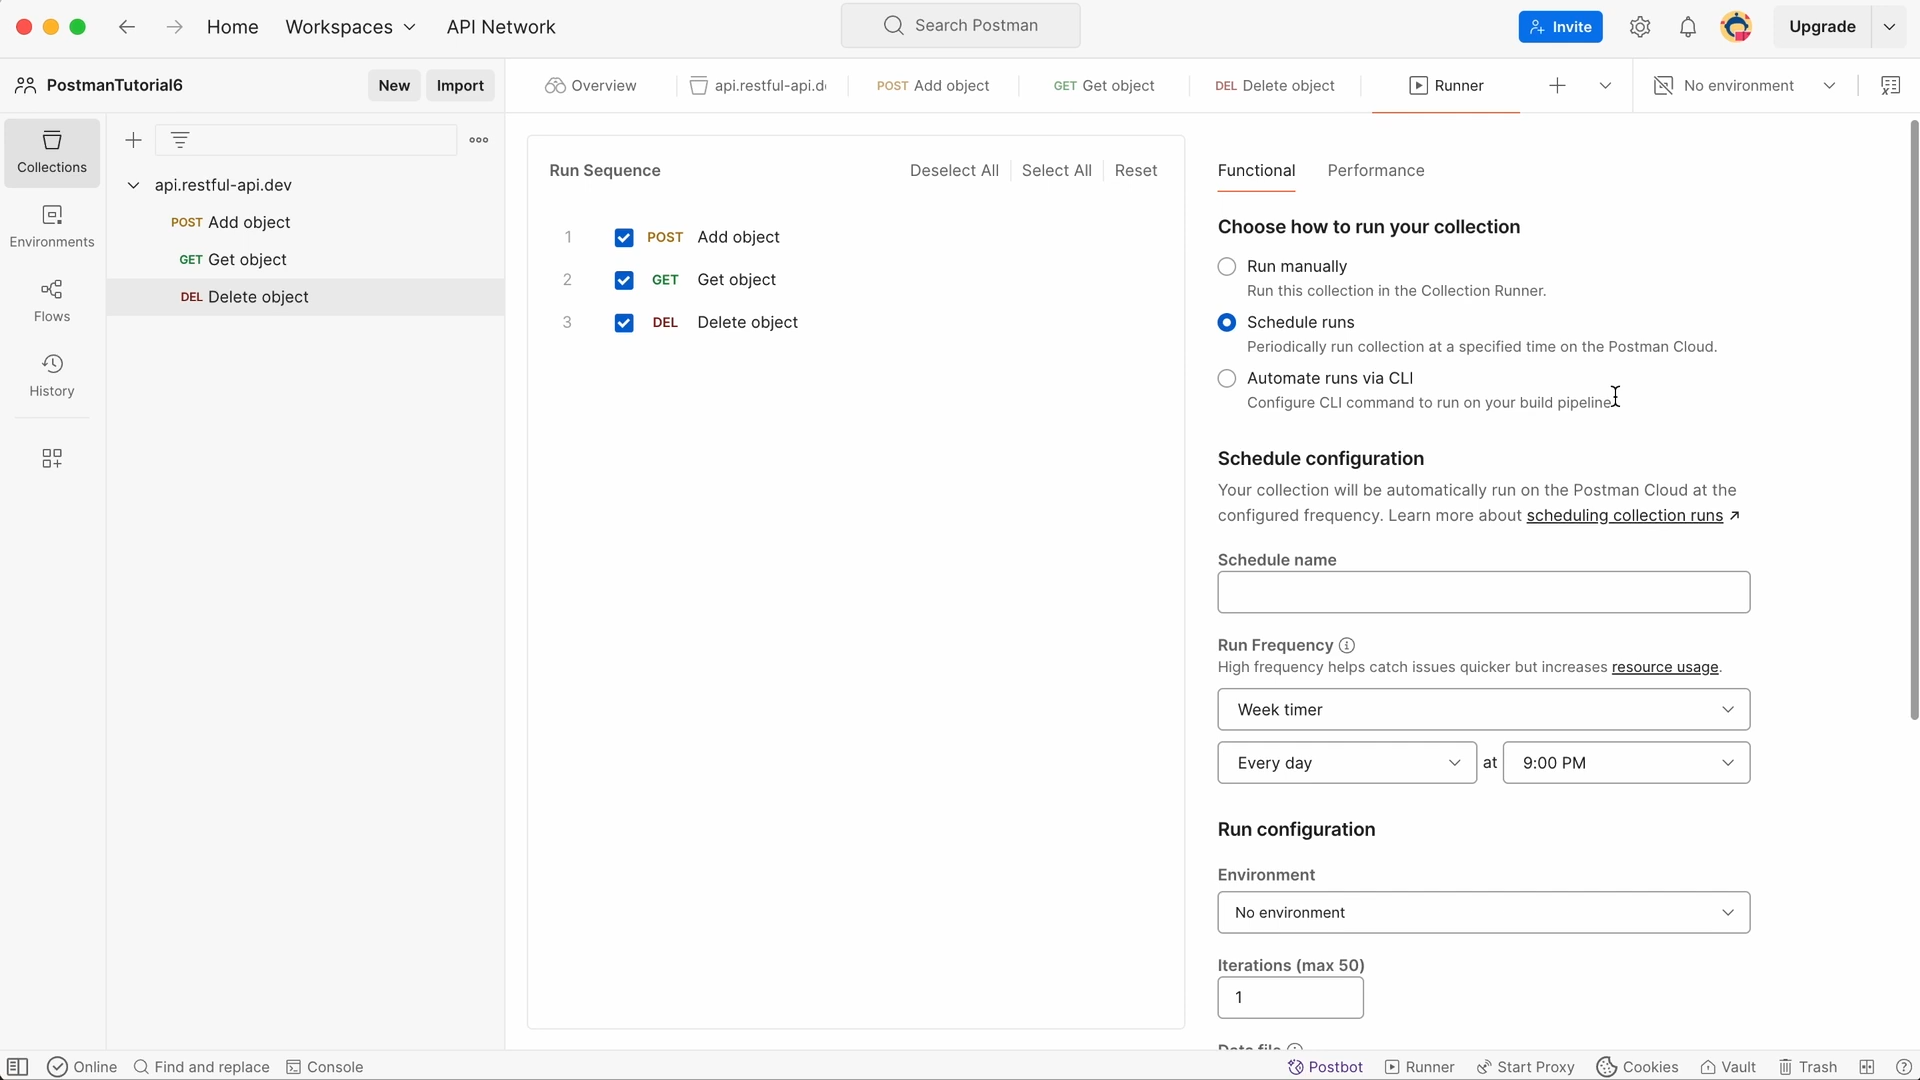 Home
Workspaces
API Network
Search Postman
Invite
Upgrade
PostmanTutorial6
New
Import
Overview
api.restful-api.d
POST Add object
GET Get object
DEL Delete object
Runner
No environment
Collections
Environments
Flows
History
api.restful-api.dev
POST Add object
GET Get object
DEL Delete object
Run Sequence
Deselect All
Select All
Reset
1 POST Add object
2 GET Get object
3 DEL Delete object
Functional
Performance
Choose how to run your collection
Run manually
Run this collection in the Collection Runner.
Schedule runs
Periodically run collection at a specified time on the Postman Cloud.
Automate runs via CLI
Configure CLI command to run on your build pipeline
Schedule configuration
Your collection will be automatically run on the Postman Cloud at the
configured frequency. Learn more about scheduling collection runs ↗
Schedule name
Run Frequency
High frequency helps catch issues quicker but increases resource usage.
Week timer
Every day
at
9:00 PM
Run configuration
Environment
No environment
Iterations (max 50)
1
Data file
Online
Find and replace
Console
Postbot
Runner
Start Proxy
Cookies
Vault
Trash